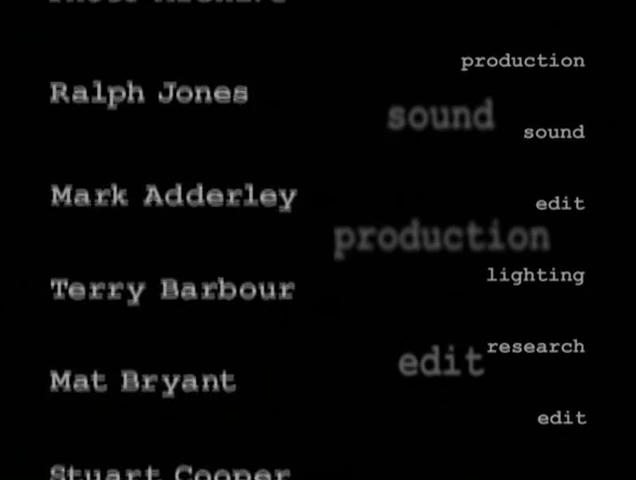 production
Ralph Jones
sound
sound
Mark Adderley
edit
production
lighting
Terry Barbour
research
edit
Mat Bryant
edit
Stuart Cooper